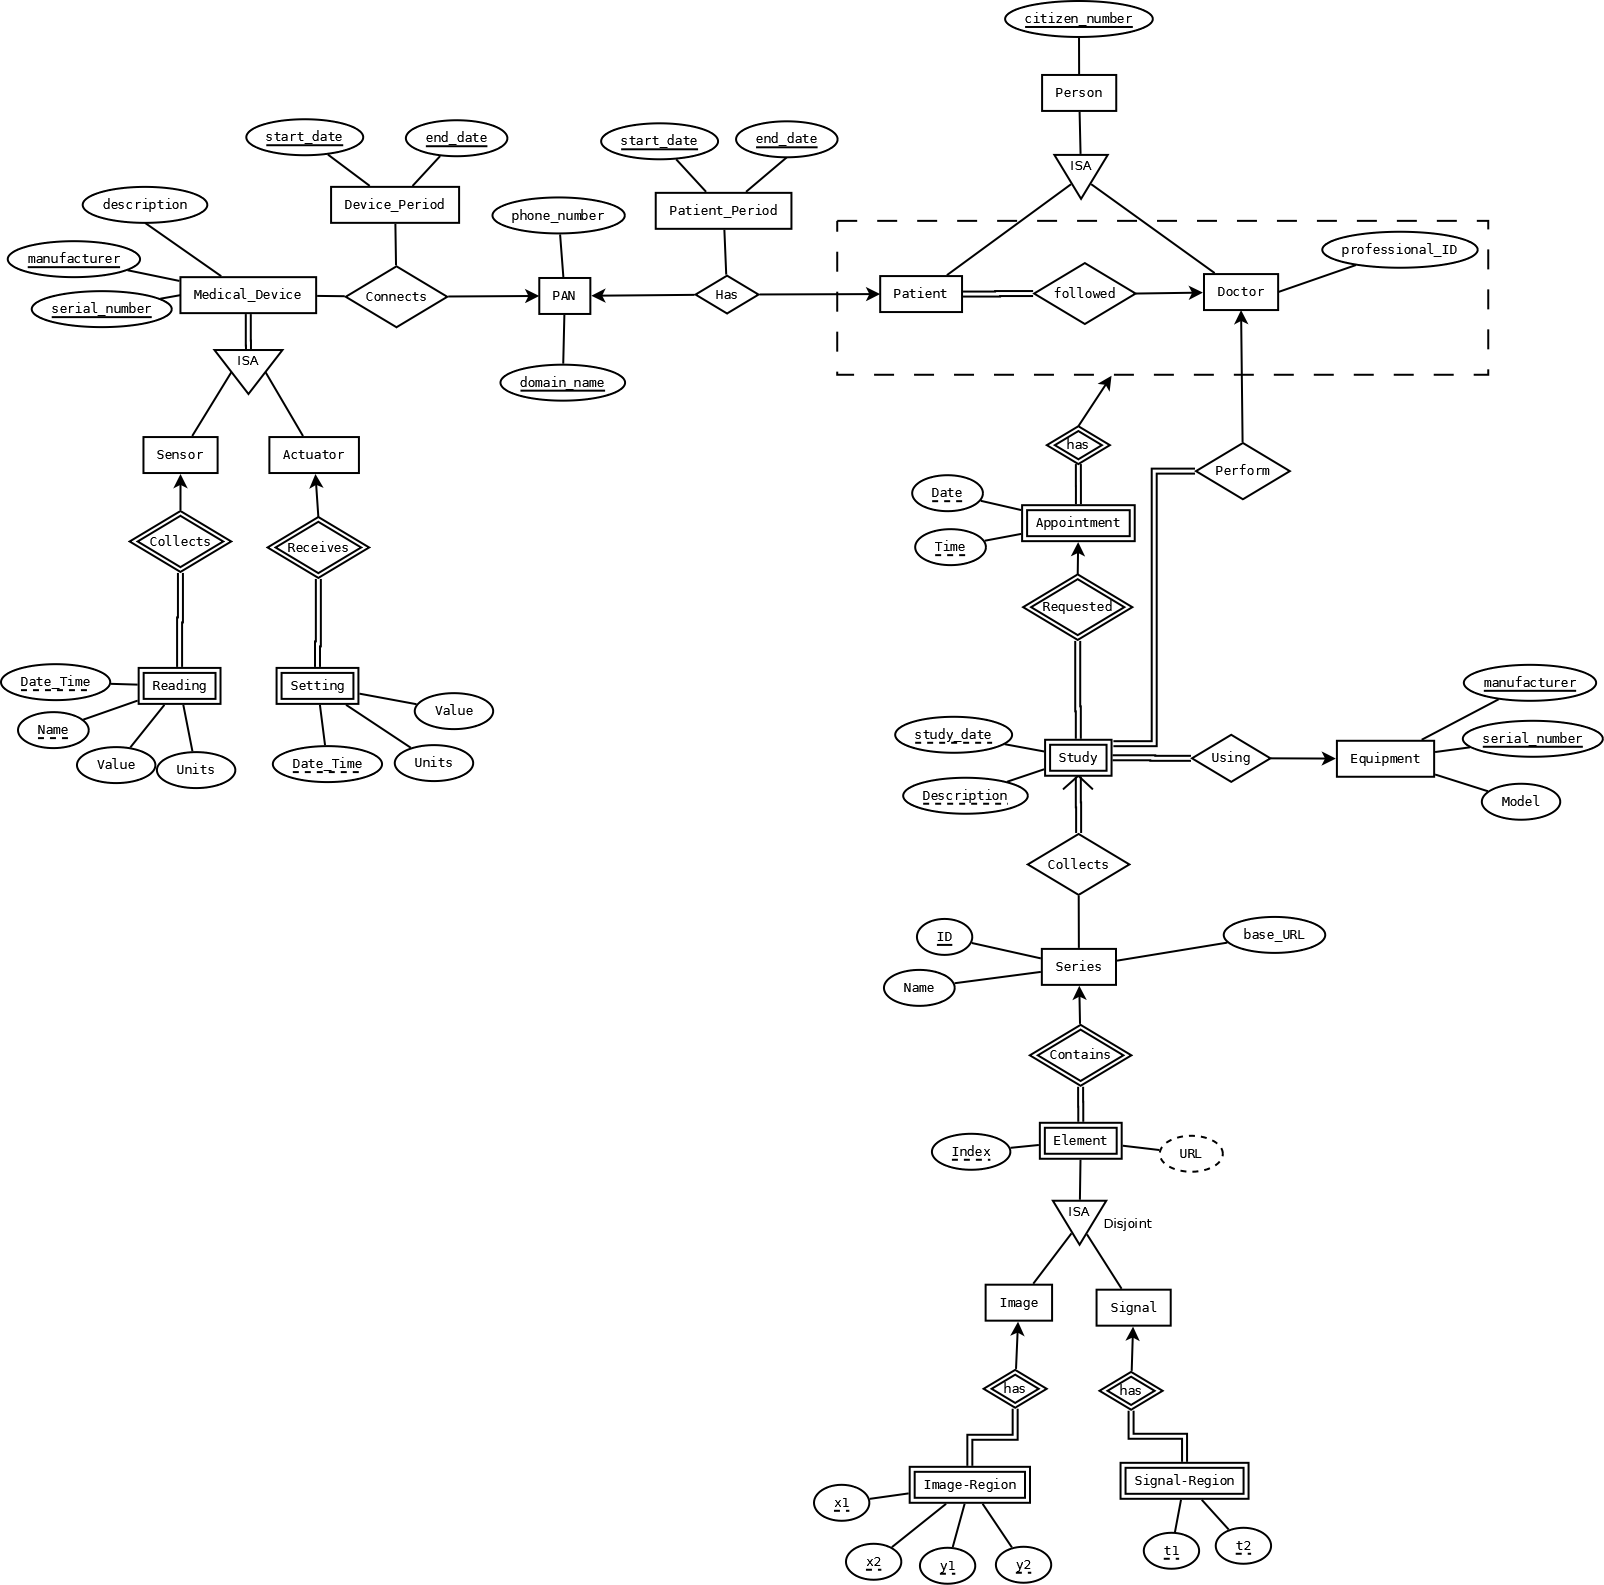 citizen_number
Person
ISA
start_date
end_date
start_date
end_date
description
Device_Period
phone_number
Patient_Period
manufacturer
professional_ID
Medical_Device
serial_number
Connects
PAN
Has
Patient
followed
Doctor
ISA
domain_name
Sensor
Actuator
has
Perform
Date
Appointment
Time
Collects
Receives
Requested
Date_Time
Reading
Name
Value
Units
Setting
Value
Date_Time
Units
study_date
Study
Description
Using
Equipment
manufacturer
serial_number
Model
Collects
ID
Name
Series
base_URL
Contains
Element
Index
URL
ISA
Disjoint
Image
Signal
has
has
Image-Region
Signal-Region
x1
x2
y1
y2
t1
t2